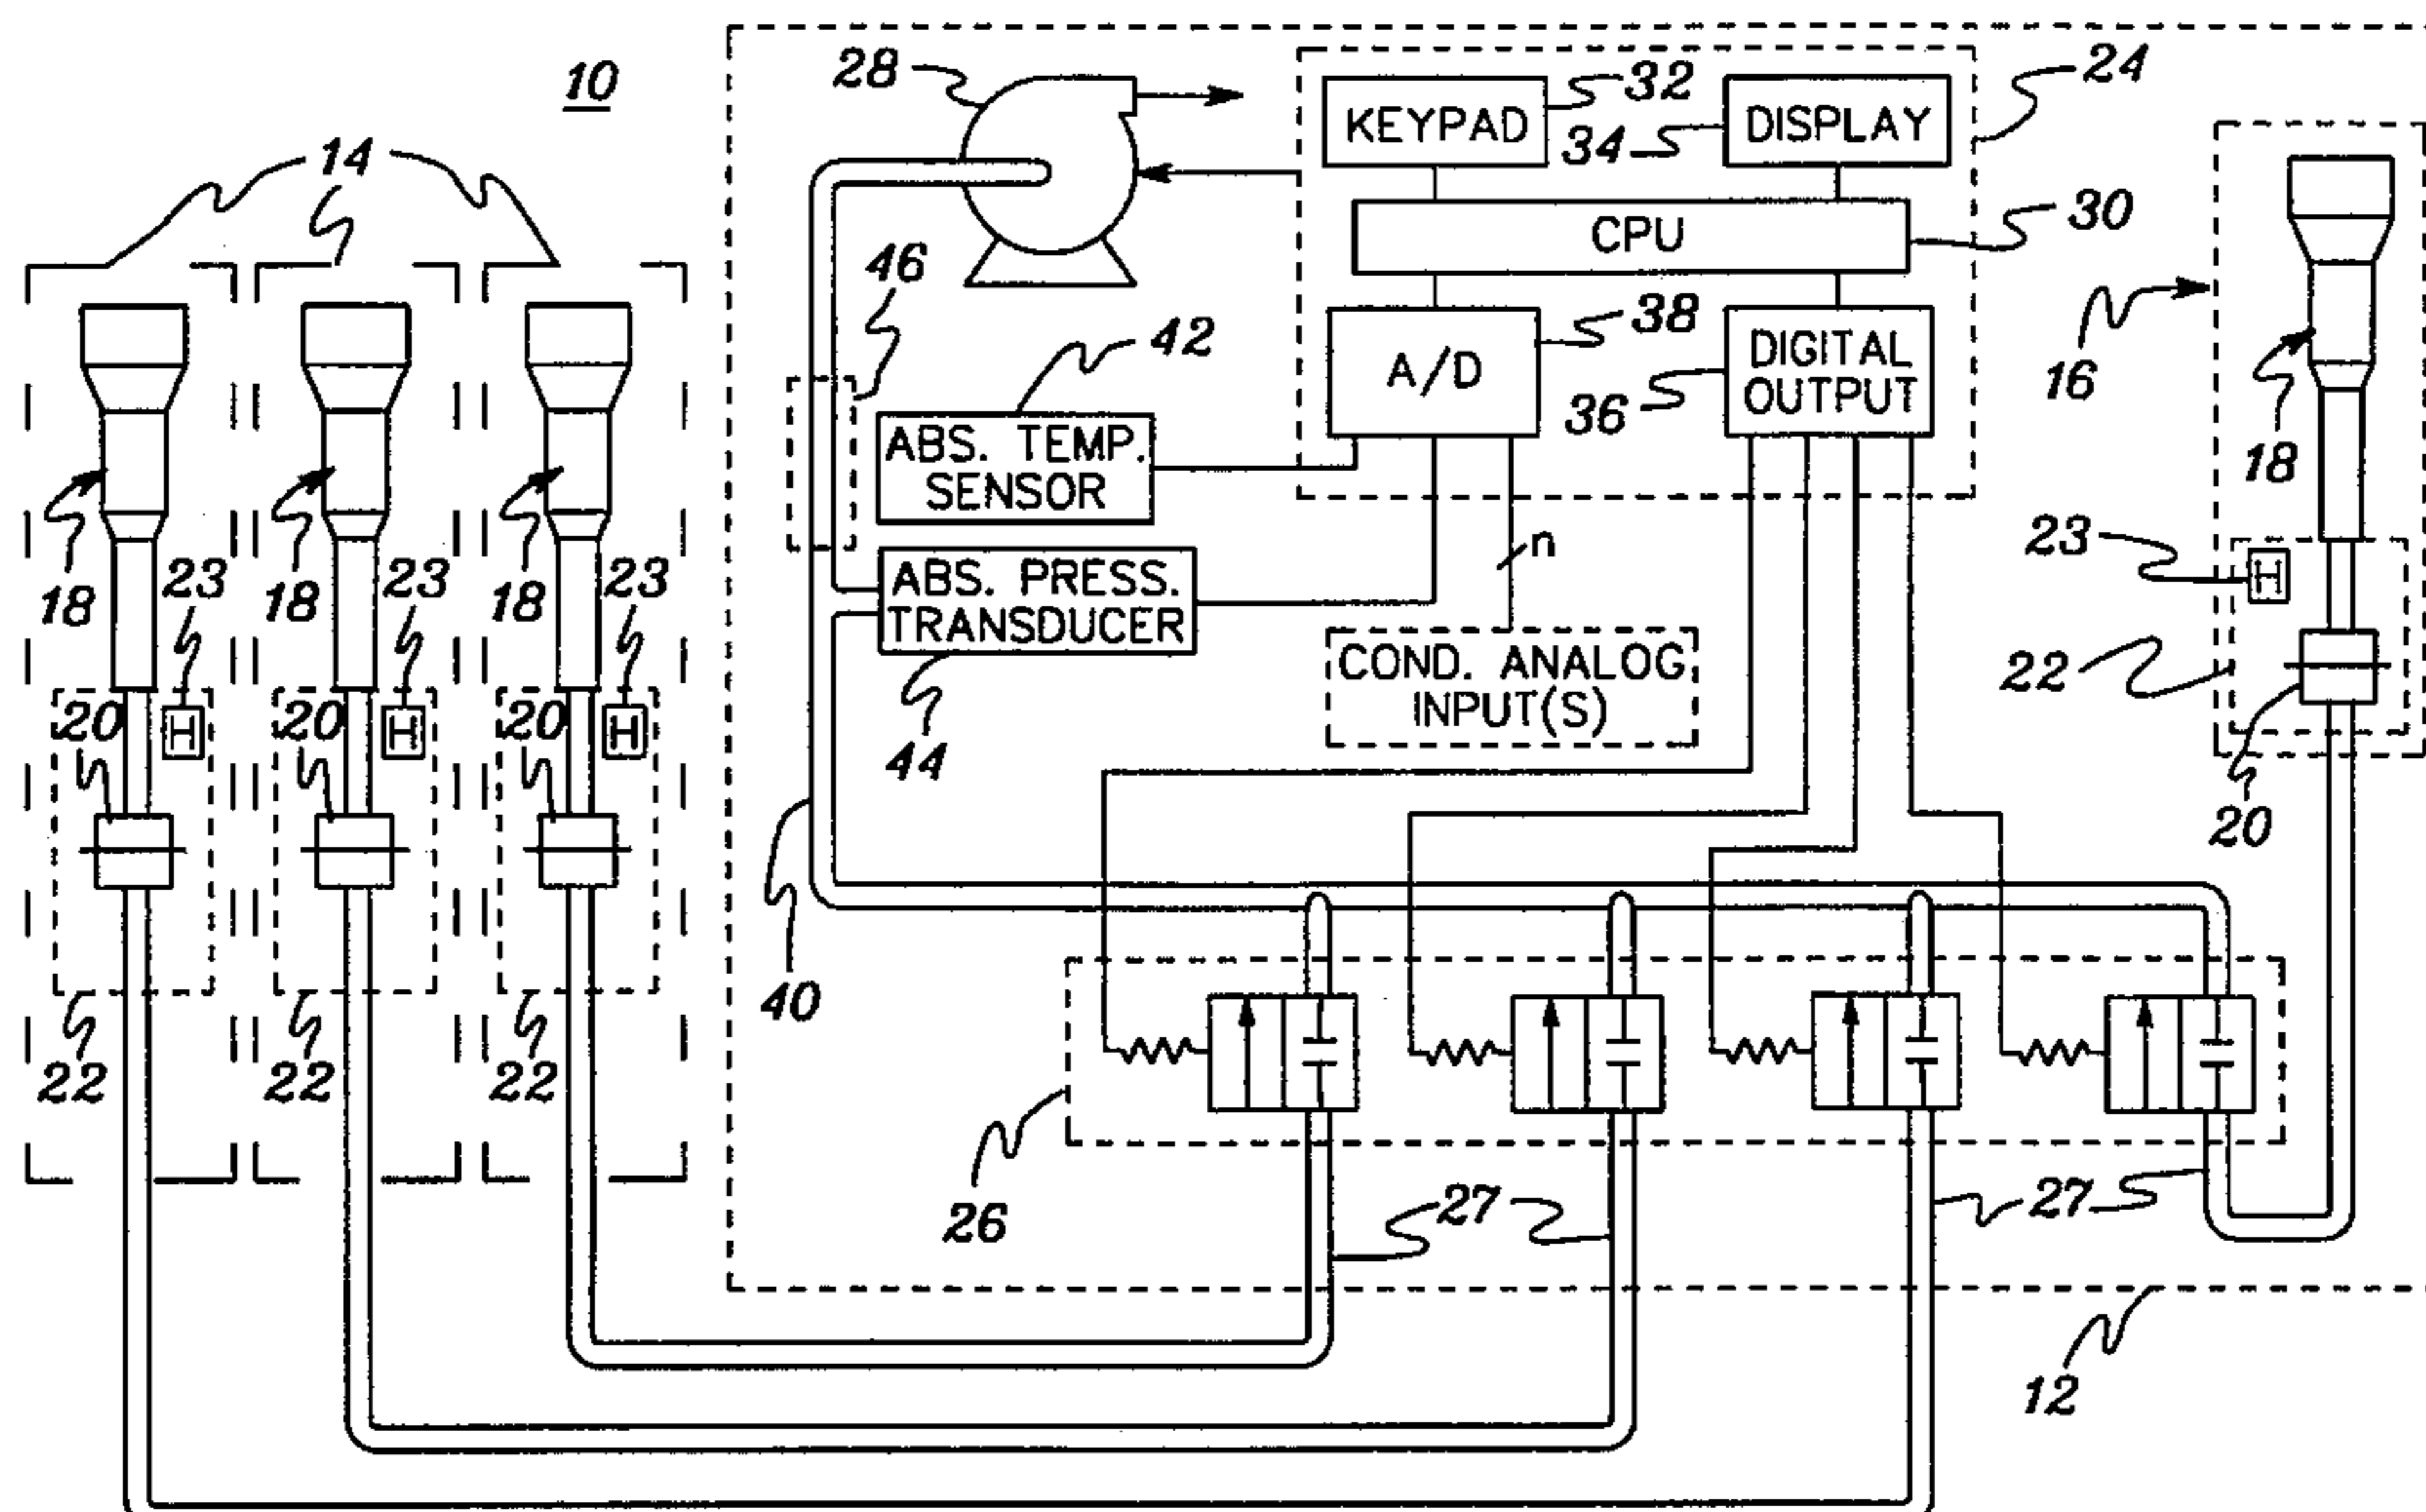 10
28
32
24
KEYPAD
34
DISPLAY
14
CPU
30
46
42
38
A/D
DIGITAL
OUTPUT
36
16
18
ABS. TEMP.
SENSOR
n
23
18
23
18
23
18
23
ABS. PRESS.
TRANSDUCER
COND. ANALOG
INPUT(S)
22
H
20
H
20
H
20
H
44
20
40
22
22
22
26
27
27
12